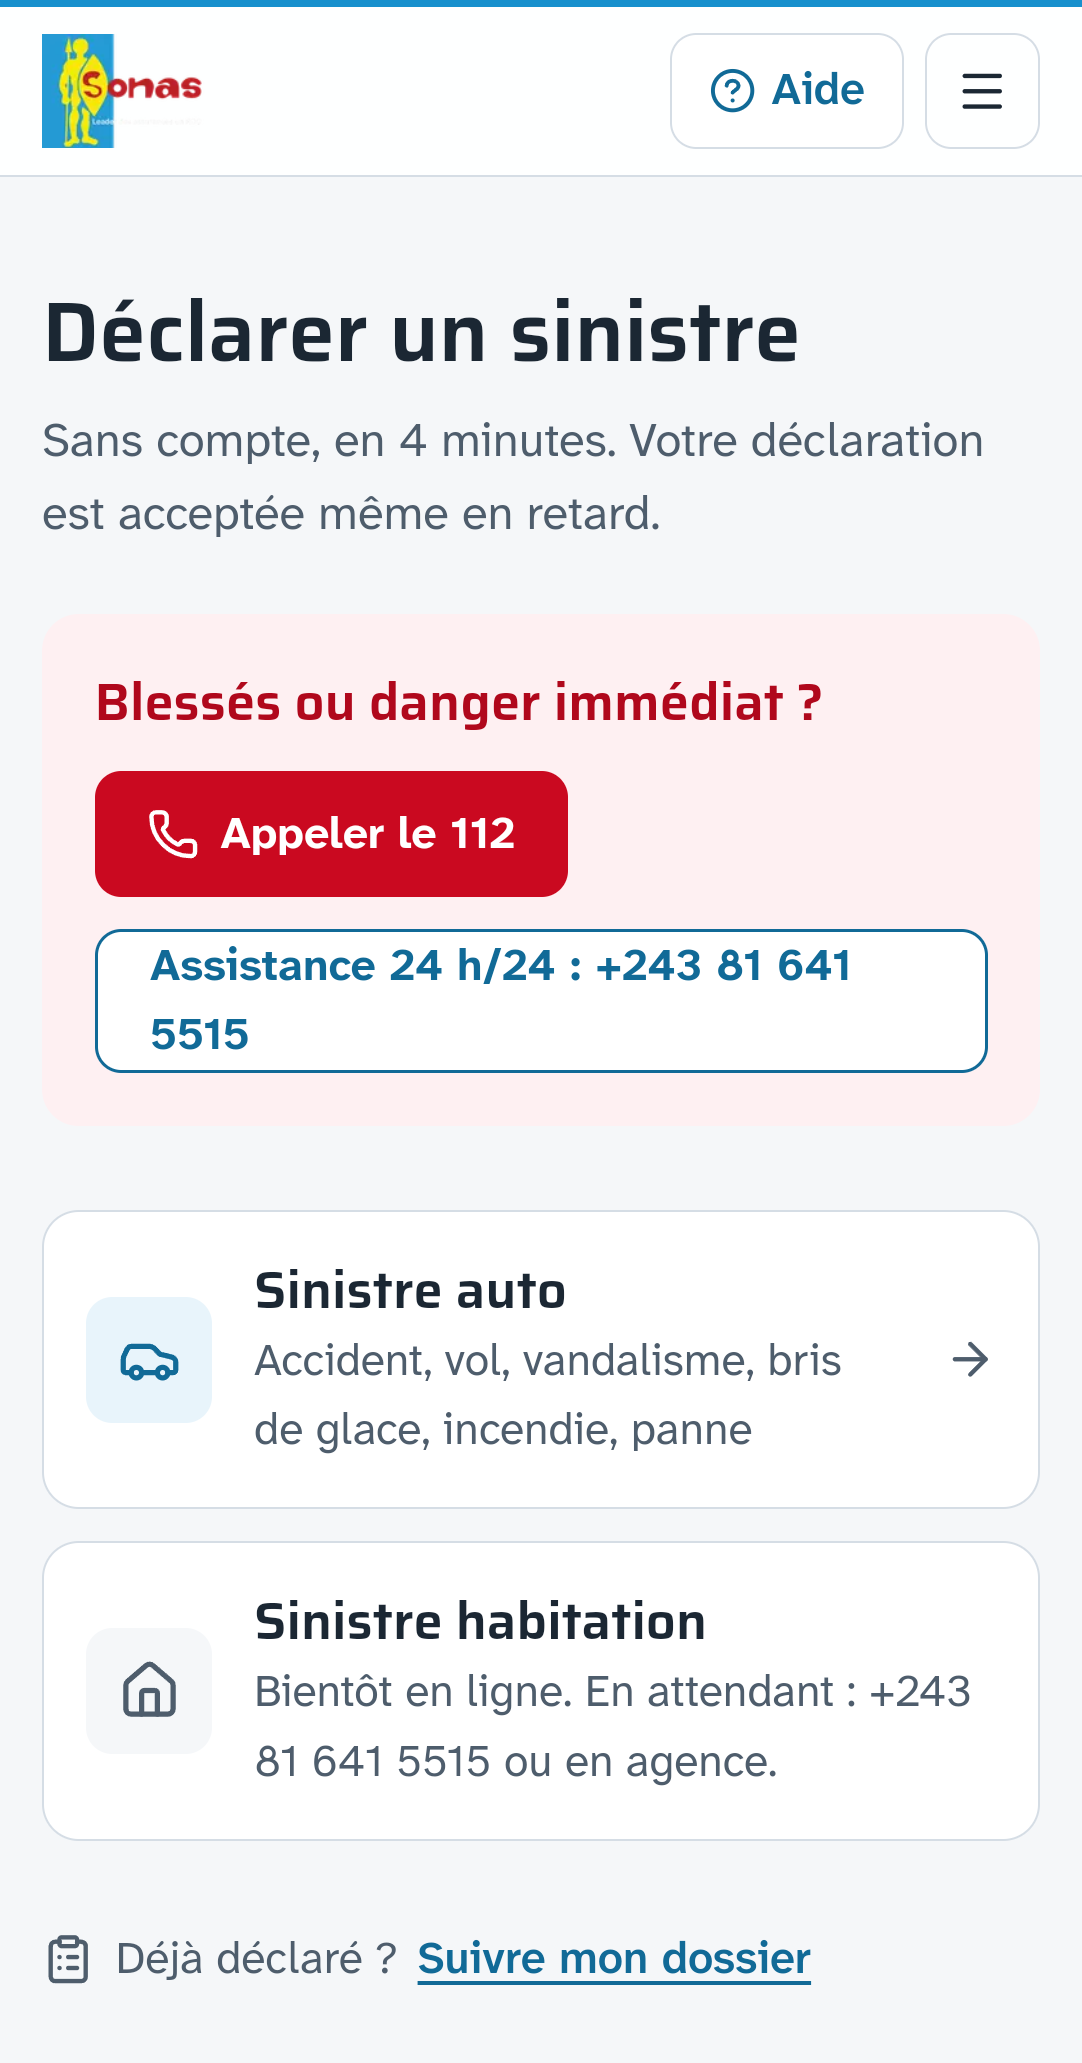 Sonas
Aide
Déclarer un sinistre
Sans compte, en 4 minutes. Votre déclaration
est acceptée même en retard.
Blessés ou danger immédiat ?
Appeler le 112
Assistance 24 h/24 : +243 81 641
5515
Sinistre auto
Accident, vol, vandalisme, bris
de glace, incendie, panne
Sinistre habitation
Bientôt en ligne. En attendant : +243
81 641 5515 ou en agence.
Déjà déclaré ? Suivre mon dossier